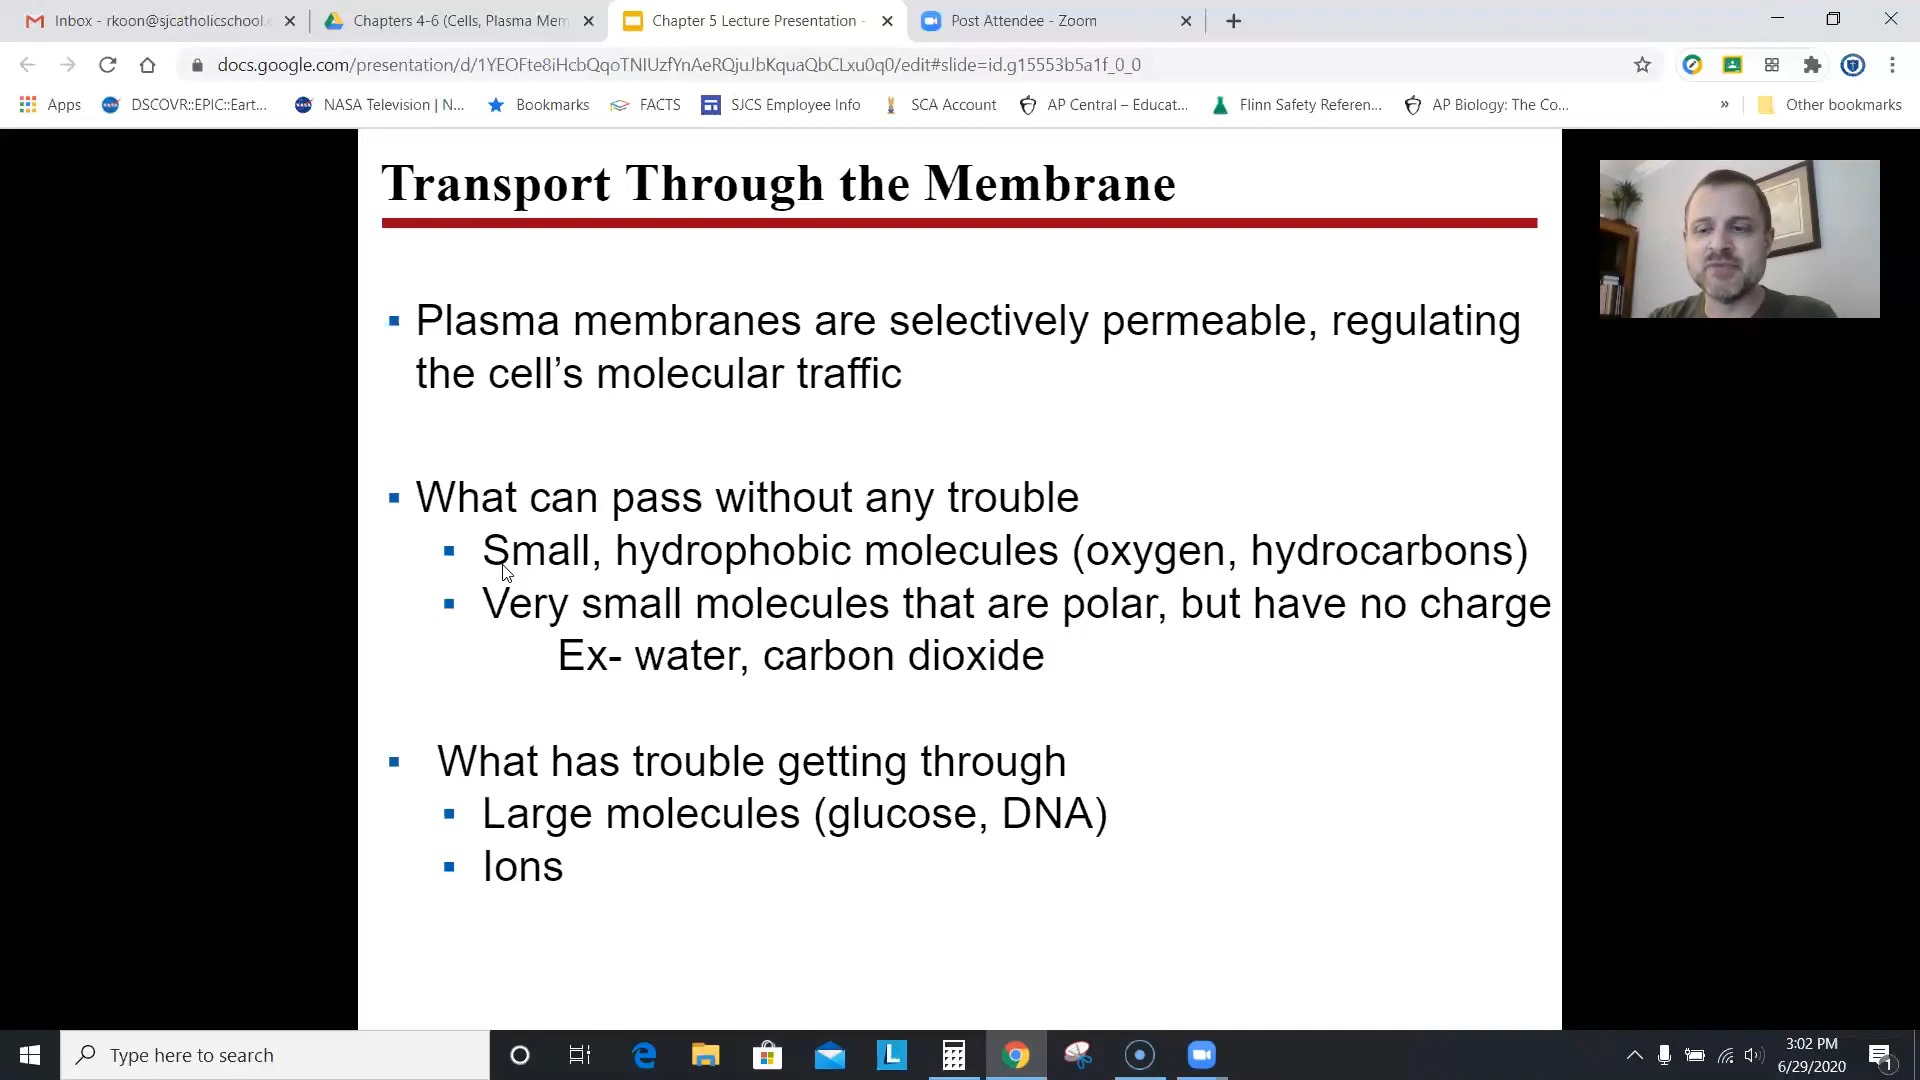 Inbox - rkoon@sjcatholicschool.
Chapters 4-6 (Cells, Plasma Mem
Chapter 5 Lecture Presentation -
Post Attendee - Zoom
docs.google.com/presentation/d/1YEOFte8iHcbQqoTNIUzfYnAeRQjuJbKquaQbCLxu0q0/edit#slide=id.g15553b5a1f_0_0
Apps
DSCOVR::EPIC::Eart...
NASA Television | N...
Bookmarks
FACTS
SJCS Employee Info
SCA Account
AP Central – Educat...
Flinn Safety Referen...
AP Biology: The Co...
»
Other bookmarks
Transport Through the Membrane
▪ Plasma membranes are selectively permeable, regulating
the cell’s molecular traffic
▪ What can pass without any trouble
▪ Small, hydrophobic molecules (oxygen, hydrocarbons)
▪ Very small molecules that are polar, but have no charge
Ex- water, carbon dioxide
▪ What has trouble getting through
▪ Large molecules (glucose, DNA)
▪ Ions
Type here to search
L
3:02 PM
6/29/2020
1